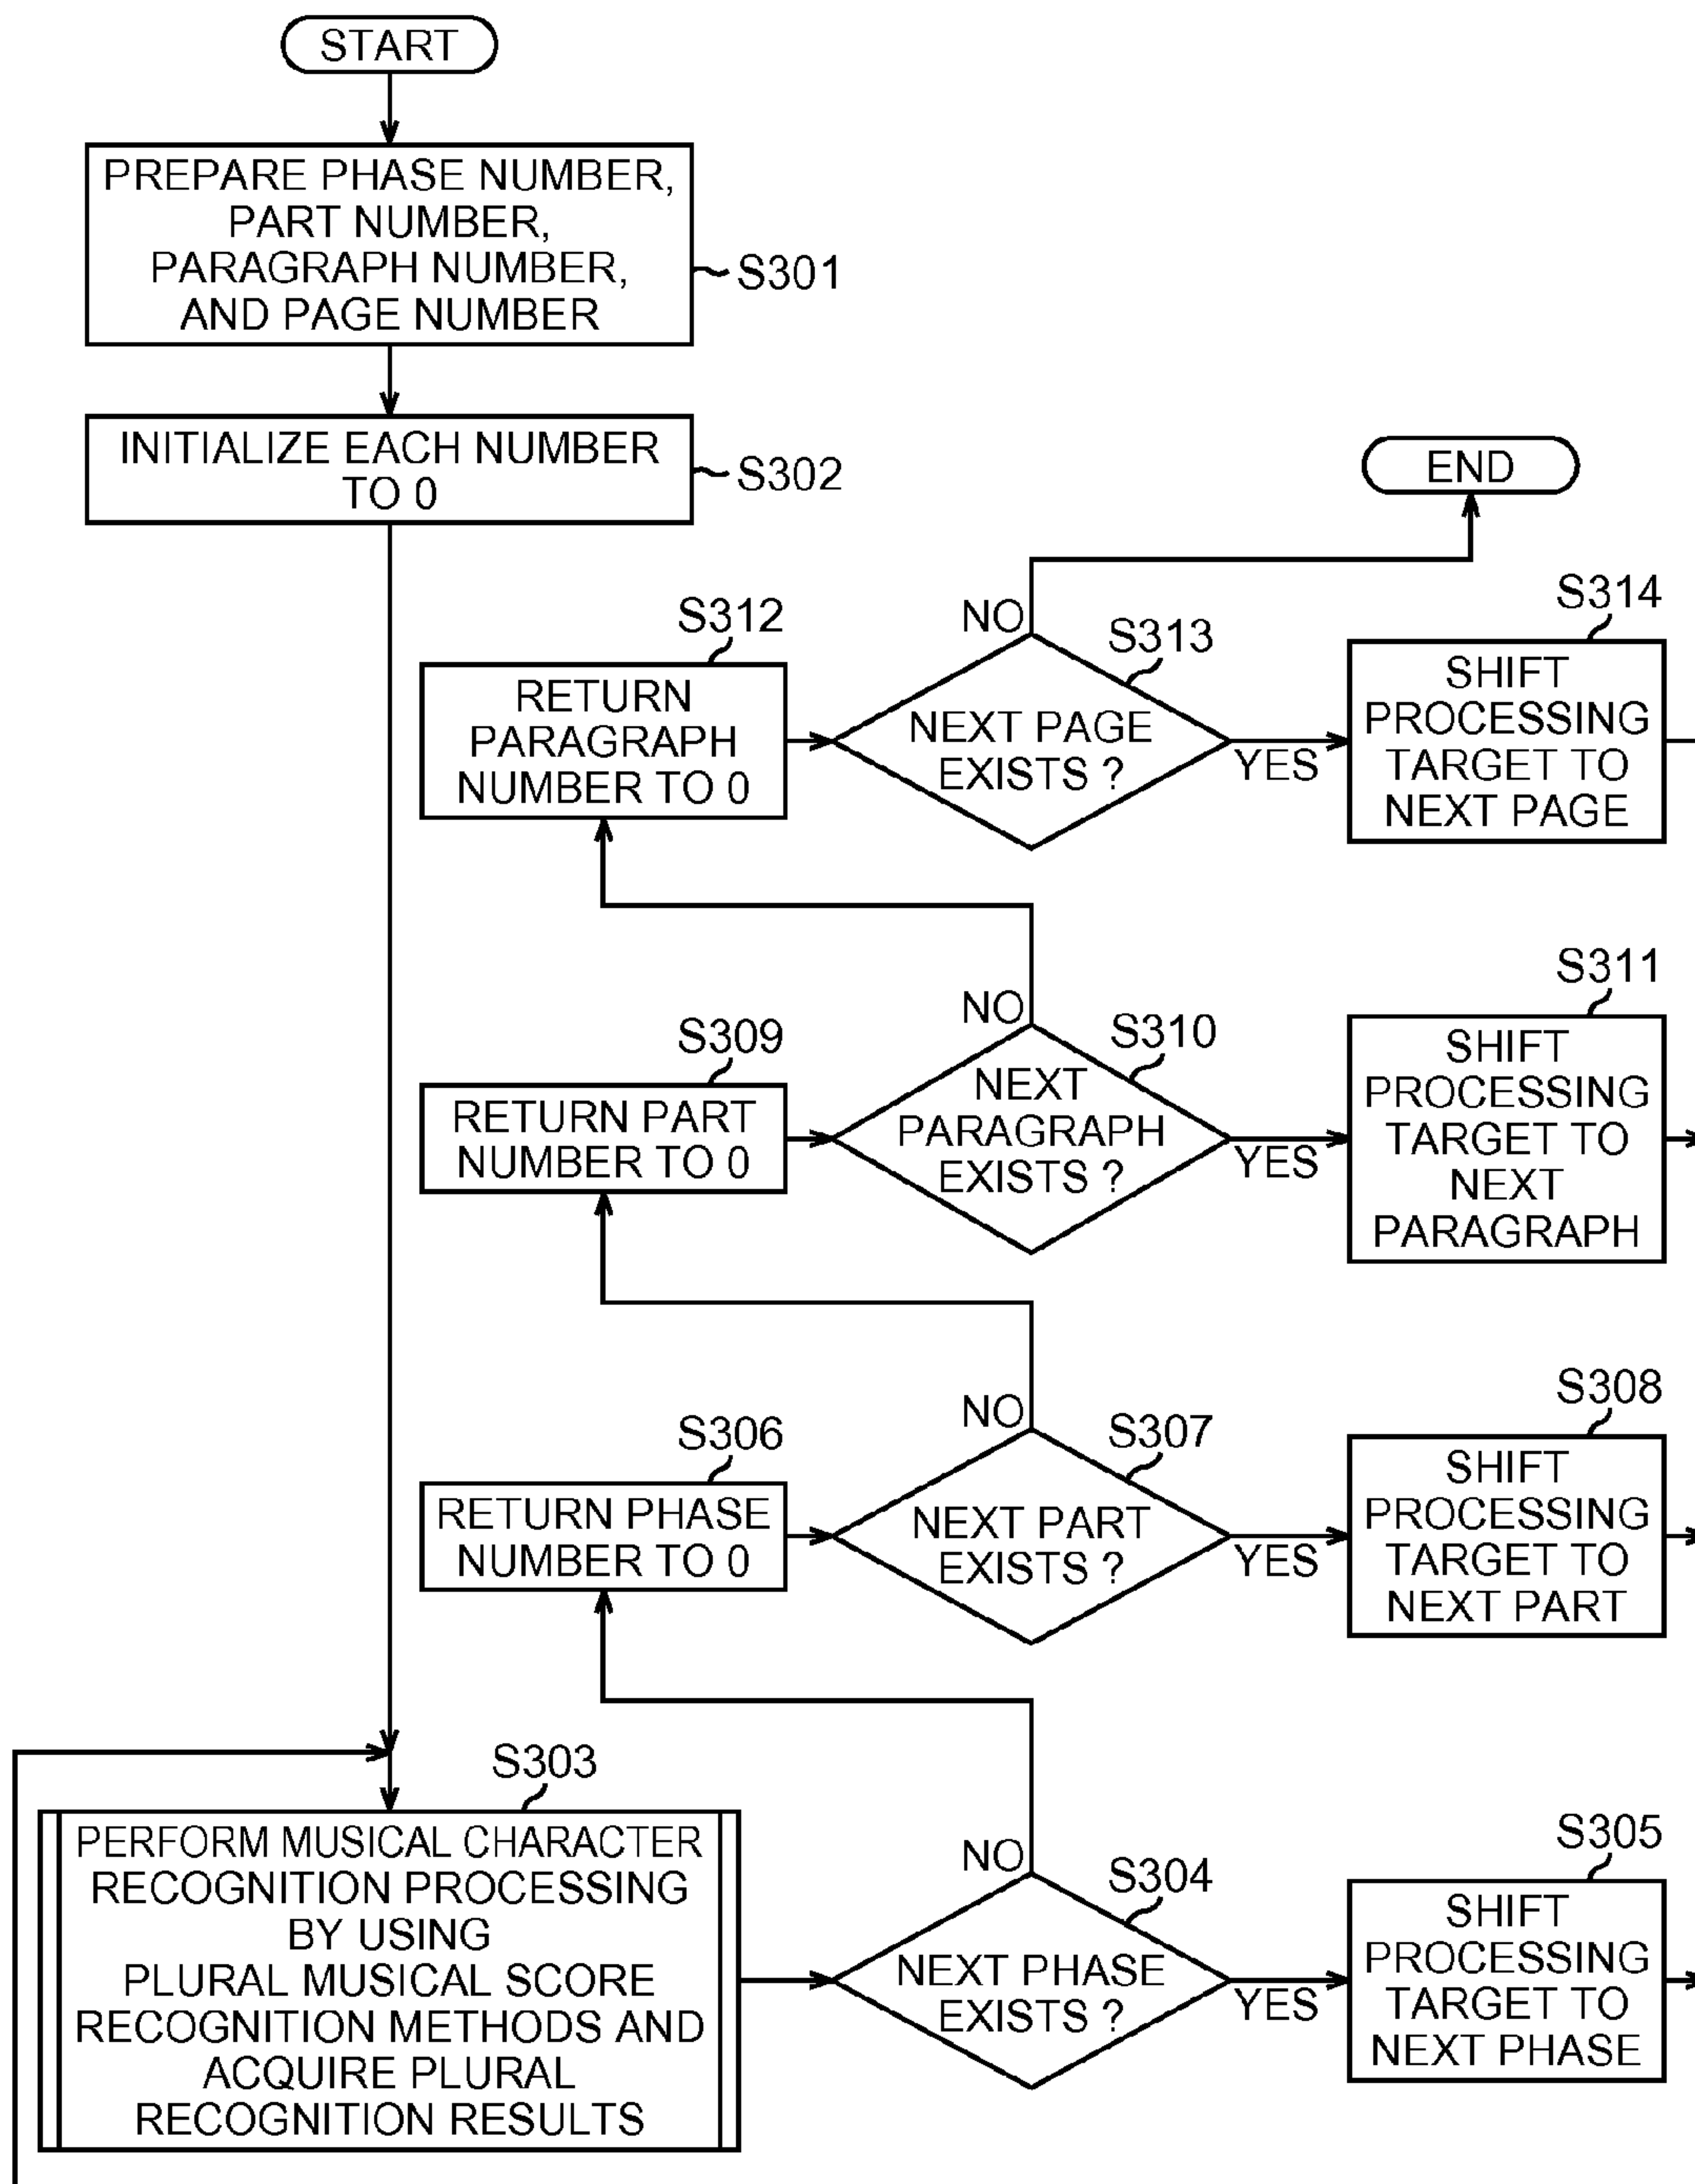 START
PREPARE PHASE NUMBER,
PART NUMBER,
PARAGRAPH NUMBER,
AND PAGE NUMBER
S301
INITIALIZE EACH NUMBER
TO 0
S302
END
S312
RETURN
PARAGRAPH
NUMBER TO 0
NO
S313
NEXT PAGE
EXISTS ?
YES
S314
SHIFT
PROCESSING
TARGET TO
NEXT PAGE
S309
RETURN PART
NUMBER TO 0
NO
S310
NEXT
PARAGRAPH
EXISTS ?
YES
S311
SHIFT
PROCESSING
TARGET TO
NEXT
PARAGRAPH
S306
RETURN PHASE
NUMBER TO 0
NO
S307
NEXT PART
EXISTS ?
YES
S308
SHIFT
PROCESSING
TARGET TO
NEXT PART
S303
PERFORM MUSICAL CHARACTER
RECOGNITION PROCESSING
BY USING
PLURAL MUSICAL SCORE
RECOGNITION METHODS AND
ACQUIRE PLURAL
RECOGNITION RESULTS
NO
S304
NEXT PHASE
EXISTS ?
YES
S305
SHIFT
PROCESSING
TARGET TO
NEXT PHASE